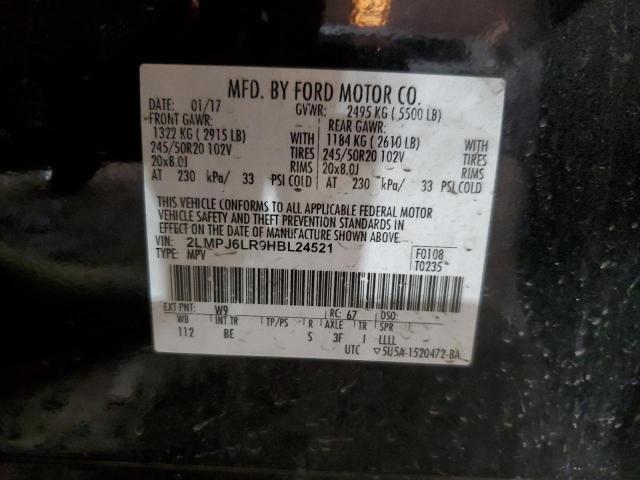 MFD. BY FORD MOTOR CO.
DATE: 01/17 GVWR: 2495 KG ( 5500 LB)
FRONT GAWR: REAR GAWR:
1322 KG ( 2915 LB) WITH 1184 KG ( 2610 LB) WITH
245/50R20 102V TIRES 245/50R20 102V TIRES
20x8.0J RIMS 20x8.0J RIMS
AT 230 kPa/ 33 PSI COLD AT 230 kPa/ 33 PSI COLD
THIS VEHICLE CONFORMS TO ALL APPLICABLE FEDERAL MOTOR
VEHICLE SAFETY AND THEFT PREVENTION STANDARDS IN
EFFECT ON THE DATE OF MANUFACTURE SHOWN ABOVE.
VIN: 2LMPJ6LR9HBL24521 F0108
TYPE: MPV T0235
EXT PNT: W9 RC: 67 DSO:
WB INT TR TP/PS R AXLE TR SPR
112 BE S 3F I LLLL
UTC ▽5U5A-1520472-BA